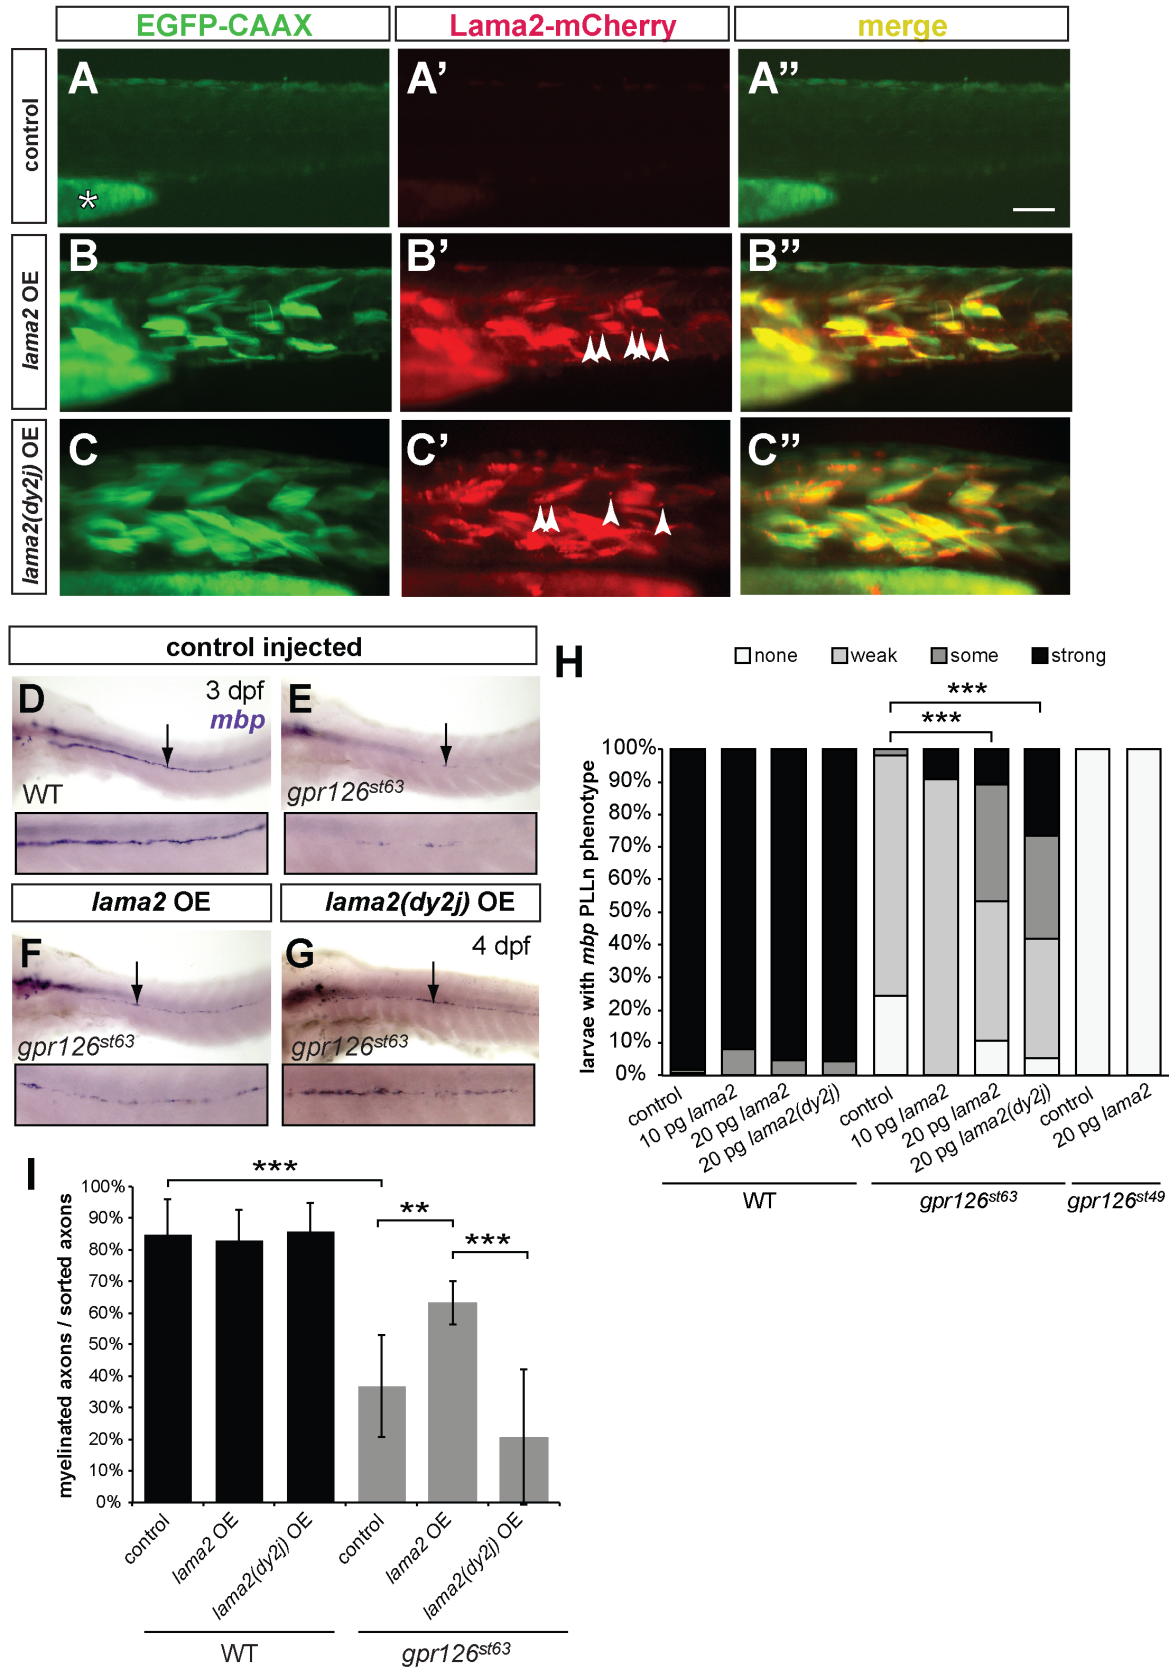 EGFP-CAAX
Lama2-mCherry
merge
control
A
*
A’
A’’
lama2 OE
B
B’
B’’
lama2(dy2j) OE
C
C’
C’’
control injected
D
3 dpf
mbp
WT
E
gpr126st63
lama2 OE
lama2(dy2j) OE
F
gpr126st63
G
4 dpf
gpr126st63
H
none
weak
some
strong
***
***
larvae with mbp PLLn phenotype
100%
90%
80%
70%
60%
50%
40%
30%
20%
10%
0%
control
10 pg lama2
20 pg lama2
20 pg lama2(dy2j)
control
10 pg lama2
20 pg lama2
20 pg lama2(dy2j)
control
20 pg lama2
WT
gpr126st63
gpr126st49
I
***
**
***
myelinated axons / sorted axons
100%
90%
80%
70%
60%
50%
40%
30%
20%
10%
0%
control
lama2 OE
lama2(dy2j) OE
control
lama2 OE
lama2(dy2j) OE
WT
gpr126st63